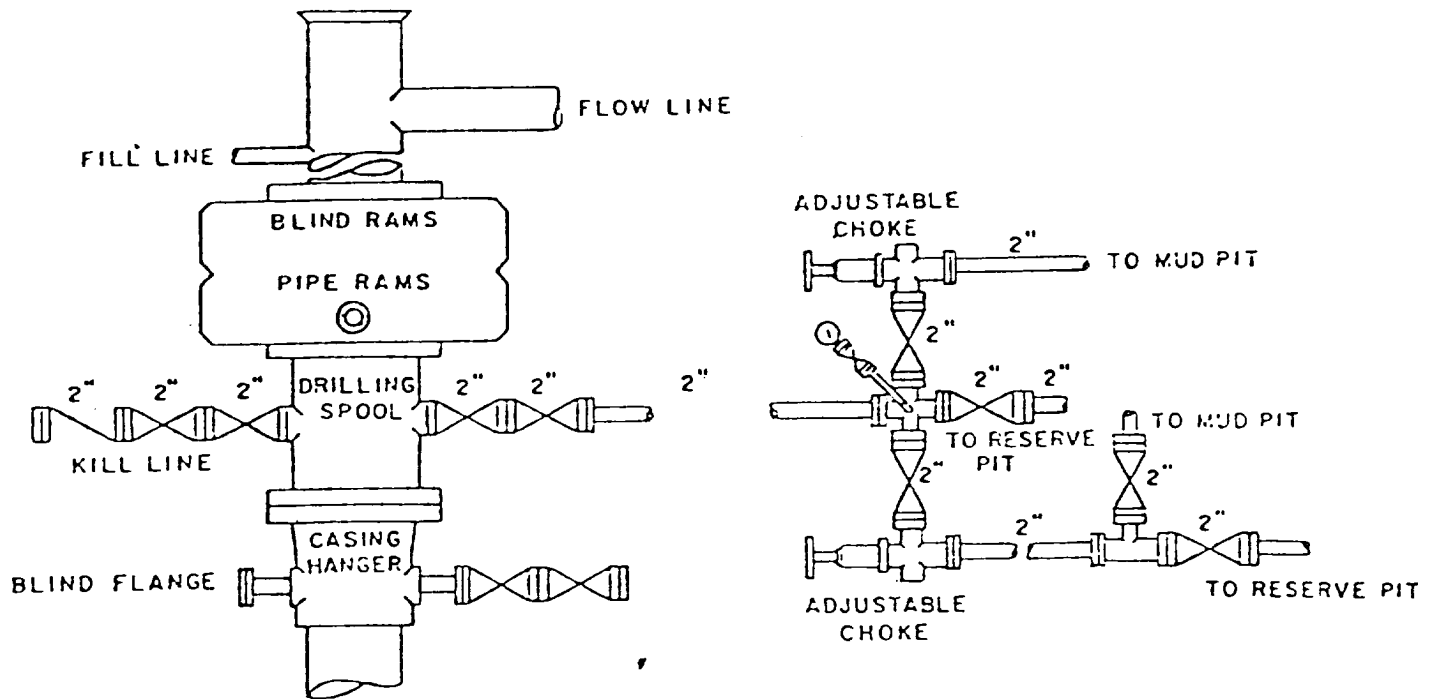 FLOW LINE
FILL LINE
BLIND RAMS
PIPE RAMS
2" 2" 2" DRILLING 2" 2" 2"
SPOOL
KILL LINE
CASING
HANGER
BLIND FLANGE
ADJUSTABLE
CHOKE
2"
TO MUD PIT
2"
2" 2"
TO RESERVE
PIT
TO MUD PIT
2"
2"
2"
2"
ADJUSTABLE
CHOKE
TO RESERVE PIT